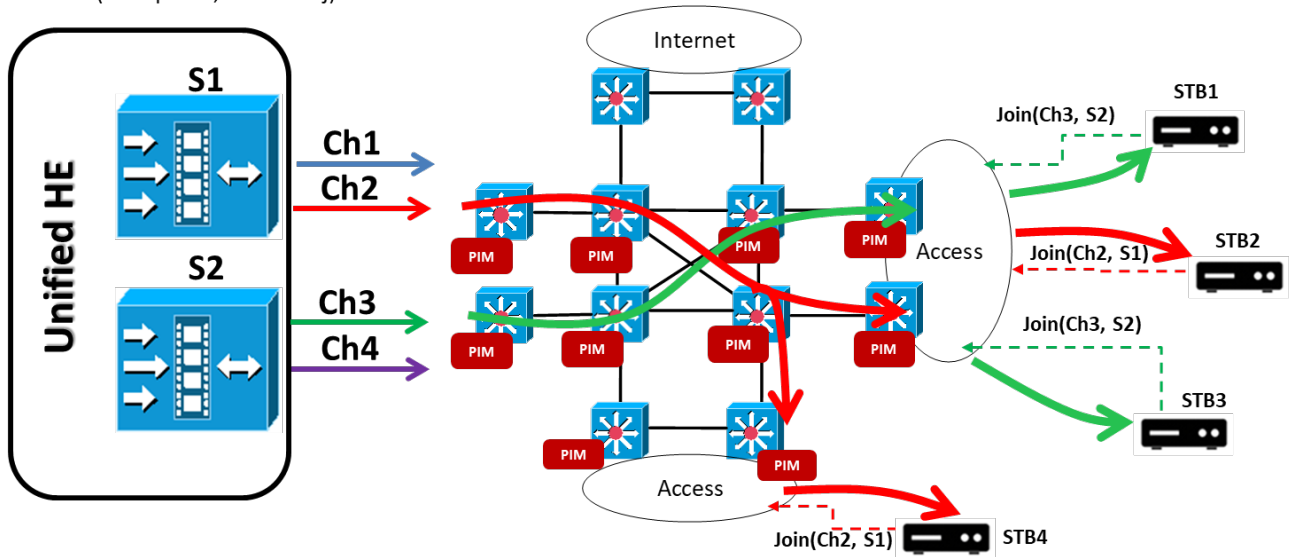 Internet
Unified HE
S1
Ch1
Ch2
S2
Ch3
Ch4
PIM
PIM
PIM
PIM
PIM
PIM
PIM
PIM
PIM
PIM
Access
Access
STB1
Join(Ch3, S2)
STB2
Join(Ch2, S1)
Join(Ch3, S2)
STB3
Join(Ch2, S1)
STB4